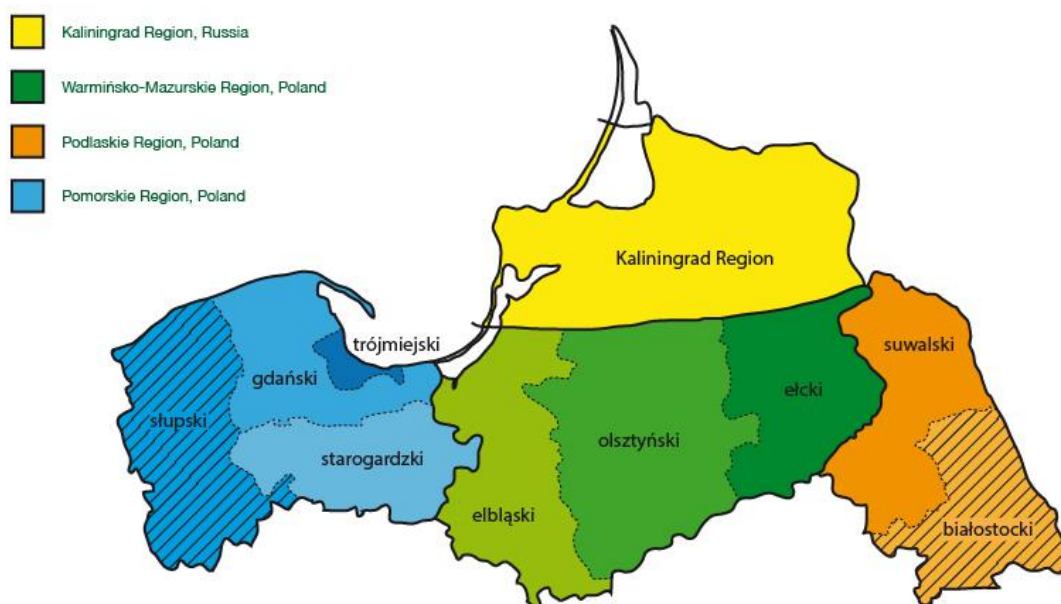 Kaliningrad Region, Russia
Warmińsko-Mazurskie Region, Poland
Podlaskie Region, Poland
Pomorskie Region, Poland
Kaliningrad Region
trójmiejski
suwalski
gdański
ełcki
słupski
olsztyński
starogardzki
elbląski
białostocki